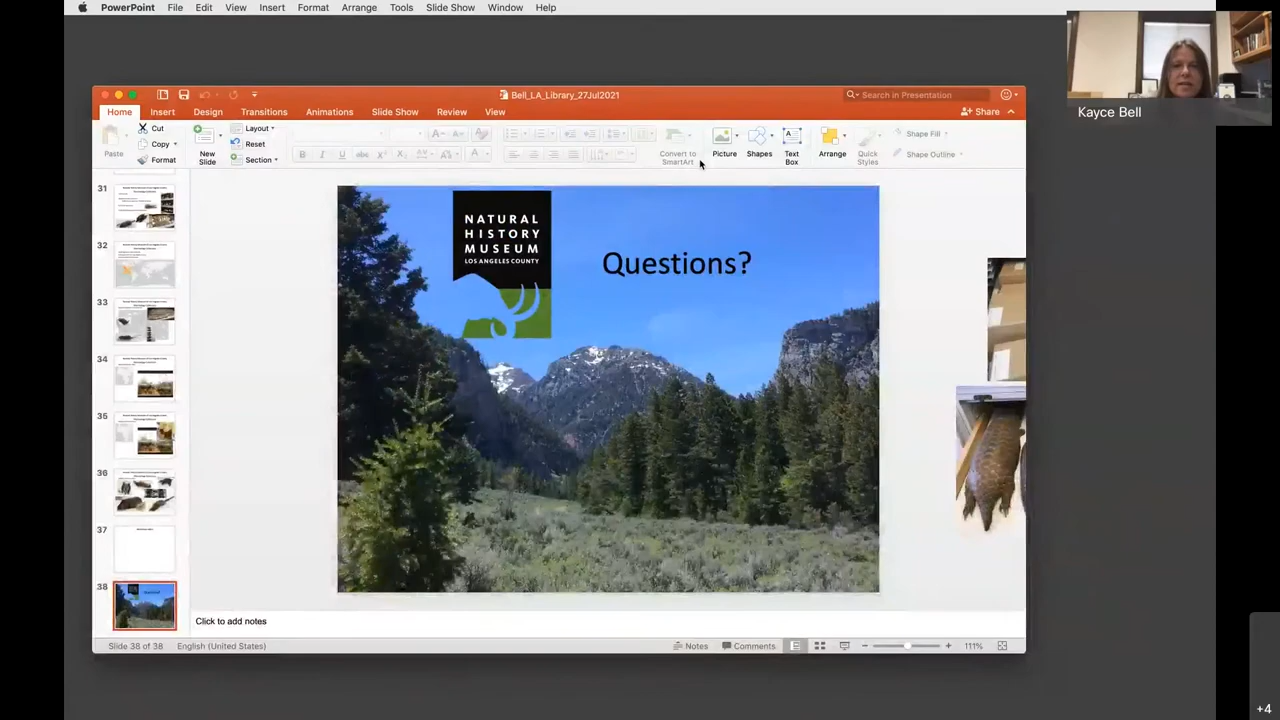 PowerPoint File Edit View Insert Format Arrange Tools Slide Show Window Help
Kayce Bell
Bell_LA_Library_27Jul2021
Search in Presentation
Home Insert Design Transitions Animations Slide Show Review View
Share
Paste
Cut
Copy
Format
New Slide
Layout
Reset
Section
B I U abc X² X₂
Convert to SmartArt
Picture
Shapes
Text Box
Arrange
Quick Styles
Shape Fill
Shape Outline
31
32
33
34
35
36
37
38
NATURAL
HISTORY
MUSEUM
LOS ANGELES COUNTY
Questions?
Click to add notes
Slide 38 of 38 English (United States)
Notes Comments 111%
+4